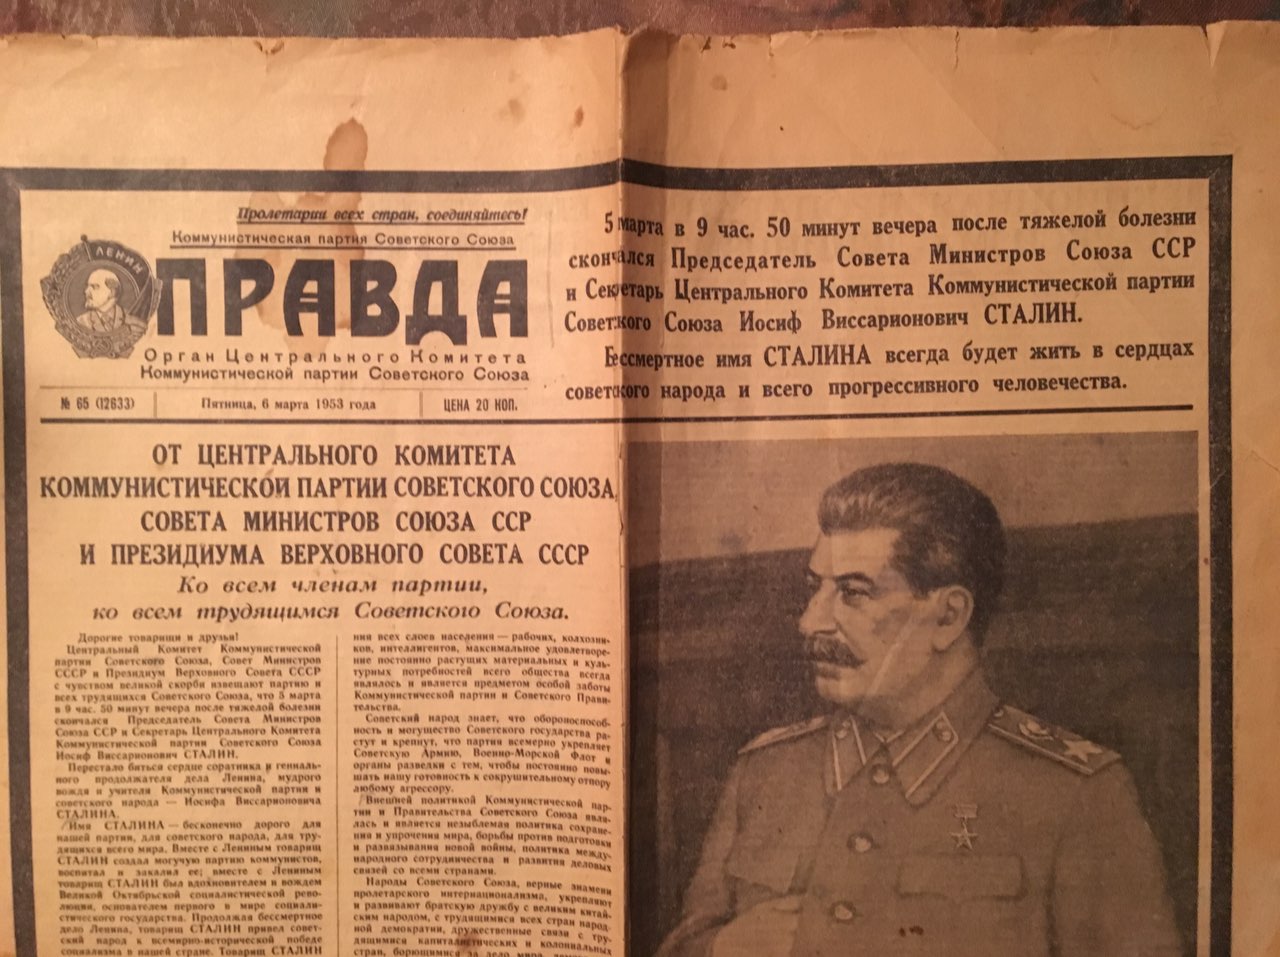 Пролетарии всех стран, соединяйтесь!
Коммунистическая партия Советского Союза
ЛЕНИН
ПРАВДА
Орган Центрального Комитета
Коммунистической партии Советского Союза
№ 65 (12633)
Пятница, 6 марта 1953 года
ЦЕНА 20 КОП.
5 марта в 9 час. 50 минут вечера после тяжелой болезни
скончался Председатель Совета Министров Союза ССР
и Секретарь Центрального Комитета Коммунистической партии
Советского Союза Иосиф Виссарионович СТАЛИН.
Бессмертное имя СТАЛИНА всегда будет жить в сердцах
советского народа и всего прогрессивного человечества.
ОТ ЦЕНТРАЛЬНОГО КОМИТЕТА
КОММУНИСТИЧЕСКОЙ ПАРТИИ СОВЕТСКОГО СОЮЗА,
СОВЕТА МИНИСТРОВ СОЮЗА ССР
И ПРЕЗИДИУМА ВЕРХОВНОГО СОВЕТА СССР
Ко всем членам партии,
ко всем трудящимся Советского Союза.
Дорогие товарищи и друзья!
Центральный Комитет Коммунистической
партии Советского Союза, Совет Министров
СССР и Президиум Верховного Совета СССР
с чувством великой скорби извещают партию и
всех трудящихся Советского Союза, что 5 марта
в 9 час. 50 минут вечера после тяжелой болезни
скончался Председатель Совета Министров
Союза ССР и Секретарь Центрального Комитета
Коммунистической партии Советского Союза
Иосиф Виссарионович СТАЛИН.
Перестало биться сердце соратника и гениаль-
ного продолжателя дела Ленина, мудрого
вождя и учителя Коммунистической партии и
советского народа — Иосифа Виссарионовича
СТАЛИНА.
Имя СТАЛИНА — бесконечно дорого для
нашей партии, для советского народа, для тру-
дящихся всего мира. Вместе с Лениным товарищ
СТАЛИН создал могучую партию коммунистов,
воспитал и закалил ее; вместе с Лениным
товарищ СТАЛИН был вдохновителем и вождем
Великой Октябрьской социалистической рево-
люции, основателем первого в мире социали-
стического государства. Продолжая бессмертное
дело Ленина, товарищ СТАЛИН привел совет-
ский народ к всемирно-исторической победе
социализма в нашей стране. Товарищ СТАЛИН
ния всех слоев населения — рабочих, колхозни-
ков, интеллигентов, максимальное удовлетворе-
ние постоянно растущих материальных и куль-
турных потребностей всего общества всегда
являлось и является предметом особой заботы
Коммунистической партии и Советского Прави-
тельства.
Советский народ знает, что обороноспособ-
ность и могущество Советского государства ра-
стут и крепнут, что партия всемерно укрепляет
Советскую Армию, Военно-Морской Флот и
органы разведки с тем, чтобы постоянно повы-
шать нашу готовность к сокрушительному отпору
любому агрессору.
Внешней политикой Коммунистической пар-
тии и Правительства Советского Союза явля-
лась и является незыблемая политика сохране-
ния и упрочения мира, борьбы против подготовки
и развязывания новой войны, политика между-
народного сотрудничества и развития деловых
связей со всеми странами.
Народы Советского Союза, верные знамени
пролетарского интернационализма, укрепляют
и развивают братскую дружбу с великим китай-
ским народом, с трудящимися всех стран народ-
ной демократии, дружественные связи с тру-
дящимися капиталистических и колониальных
стран, борющимися за дело мира,